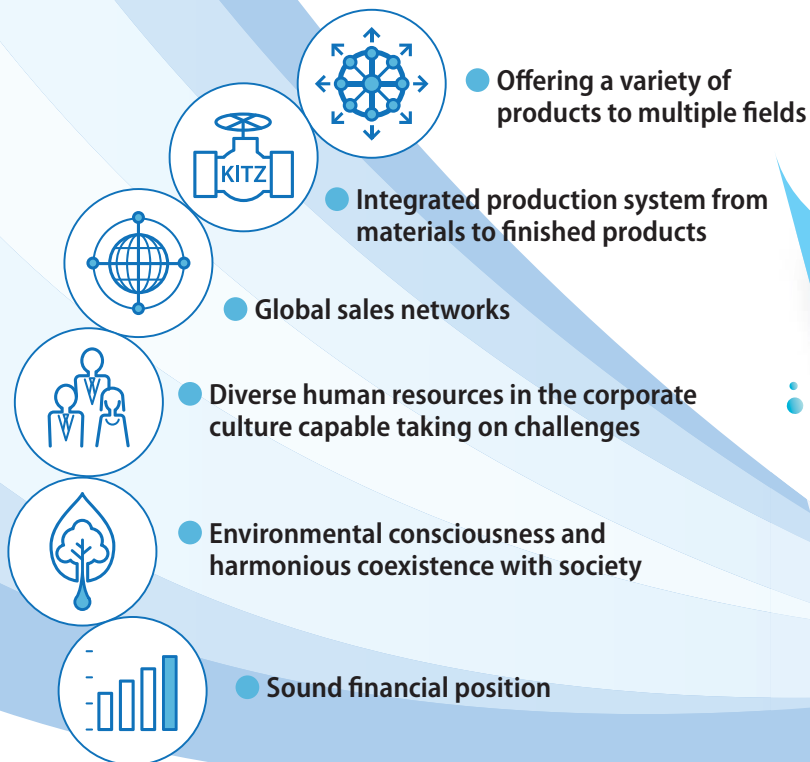 Offering a variety of
products to multiple fields
KITZ
Integrated production system from
materials to finished products
Global sales networks
Diverse human resources in the corporate
culture capable taking on challenges
Environmental consciousness and
harmonious coexistence with society
Sound financial position